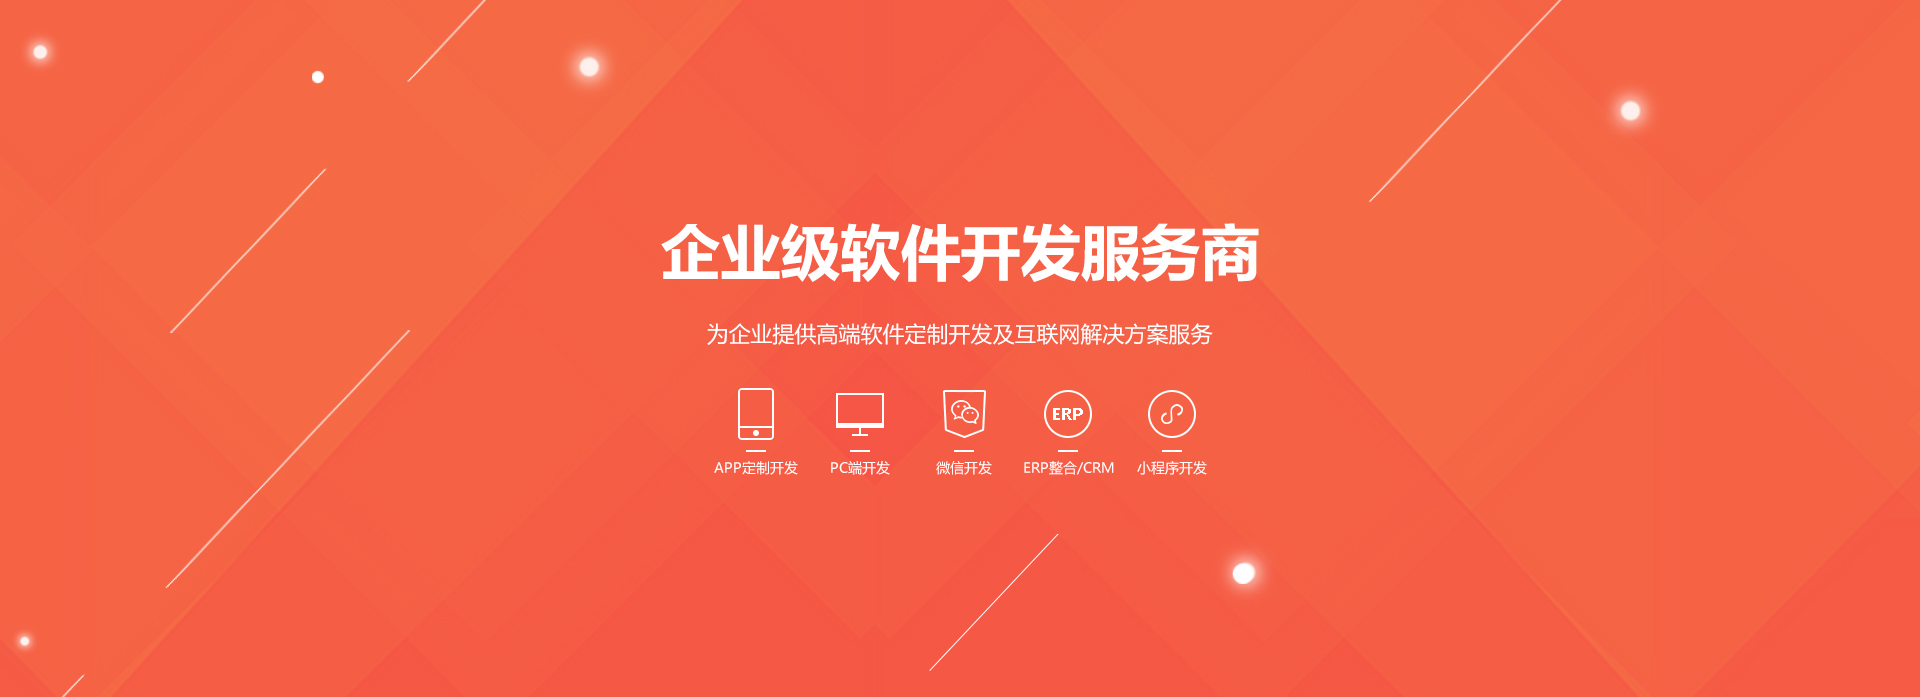 企业级软件开发服务商
为企业提供高端软件定制开发及互联网解决方案服务
ERP
APP定制开发 PC端开发 微信开发 ERP整合/CRM 小程序开发